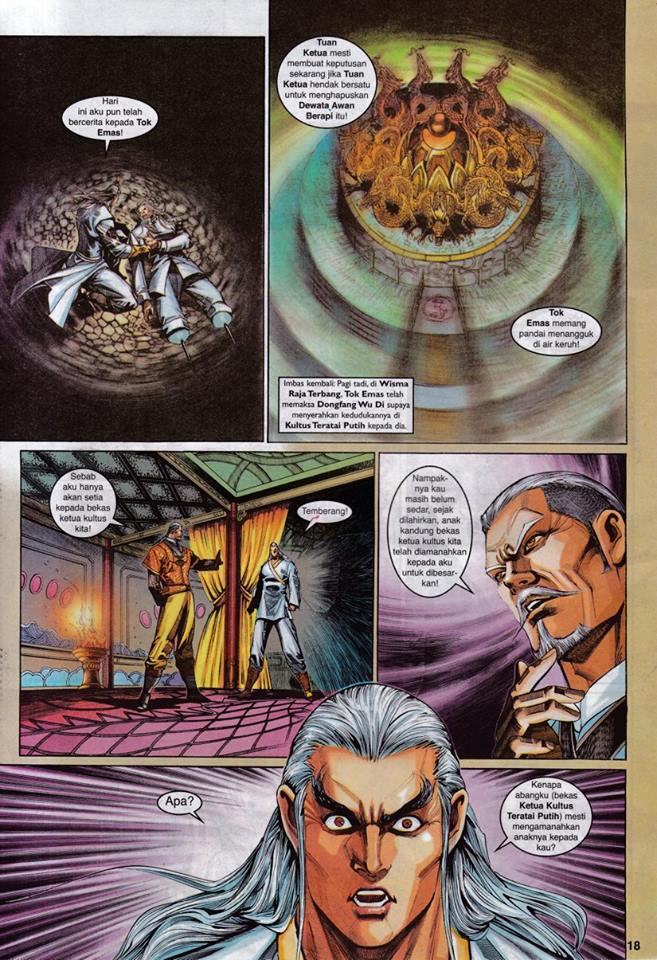 Hari
ini aku pun telah
bercerita kepada Tok
Emas!
Tuan
Ketua mesti
membuat keputusan
sekarang jika Tuan
Ketua hendak bersatu
untuk menghapuskan
Dewata Awan
Berapi itu!
Tok
Emas memang
pandai menangguk
di air keruh!
Imbas kembali: Pagi tadi, di Wisma
Raja Terbang, Tok Emas telah
memaksa Dongfang Wu Di supaya
menyerahkan kedudukannya di
Kultus Teratai Putih kepada dia.
Sebab
aku hanya
akan setia
kepada bekas
ketua kultus
kita!
Temberang!
Nampak-
nya kau
masih belum
sedar, sejak
dilahirkan, anak
kandung bekas
ketua kultus kita
telah diamanahkan
kepada aku
untuk dibesar-
kan!
Apa?
Kenapa
abangku (bekas
Ketua Kultus
Teratai Putih) mesti
mengamanahkan
anaknya kepada
kau?
18